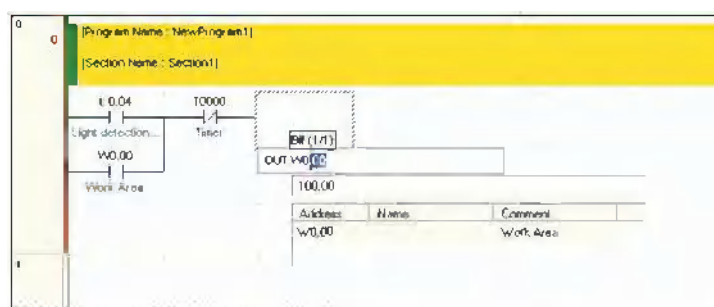 0
0
[Program Name : NewProgram1]
[Section Name : Section1]
I: 0.04
T0000
Light detection...
Timer
Bit (1/1)
OUT W0.00
W0.00
Work Area
100.00
Address Name Comment
W0.00 Work Area
1